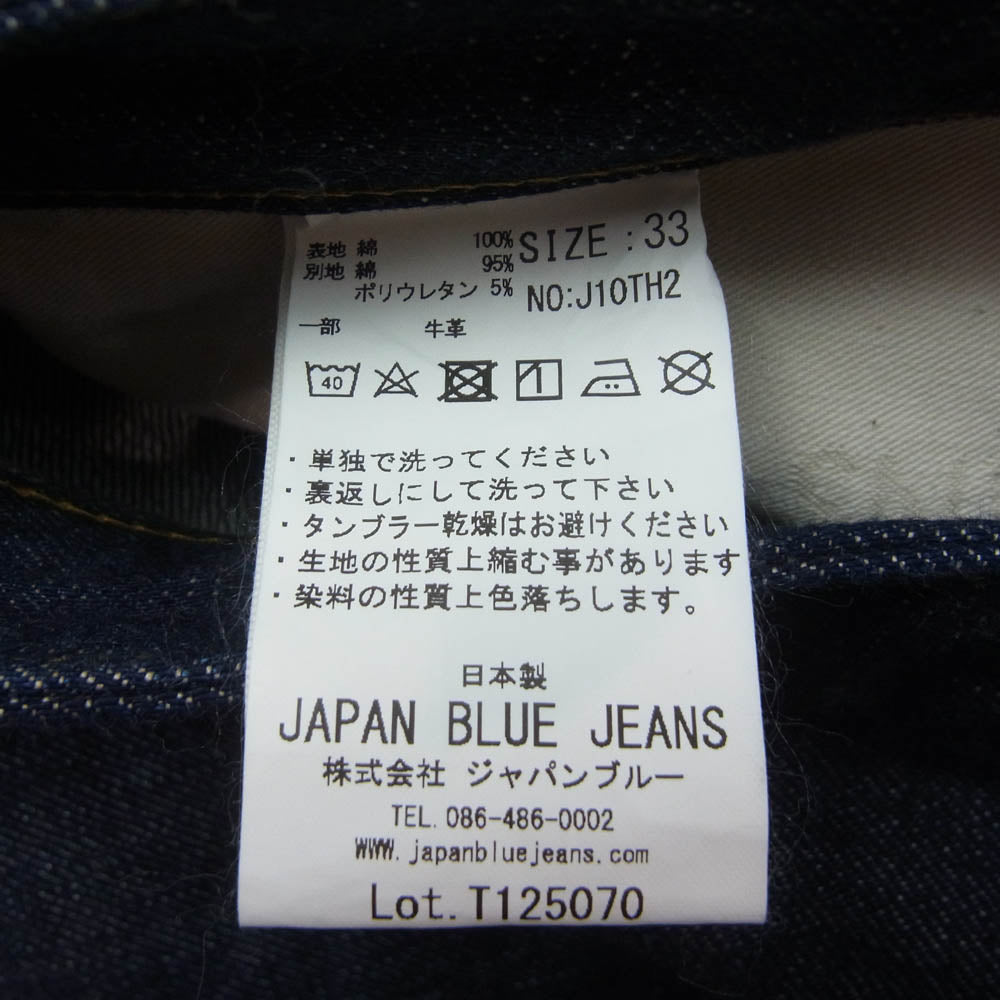 表地 綿 100% SIZE : 33
別地 綿 95%
ポリウレタン 5% NO:J10TH2
一部 牛革
40
・単独で洗ってください
・裏返しにして洗って下さい
・タンブラー乾燥はお避けください
・生地の性質上縮む事があります
・染料の性質上色落ちします。
日本製
JAPAN BLUE JEANS
株式会社 ジャパンブルー
TEL. 086-486-0002
WWW. japanbluejeans. com
Lot. T125070